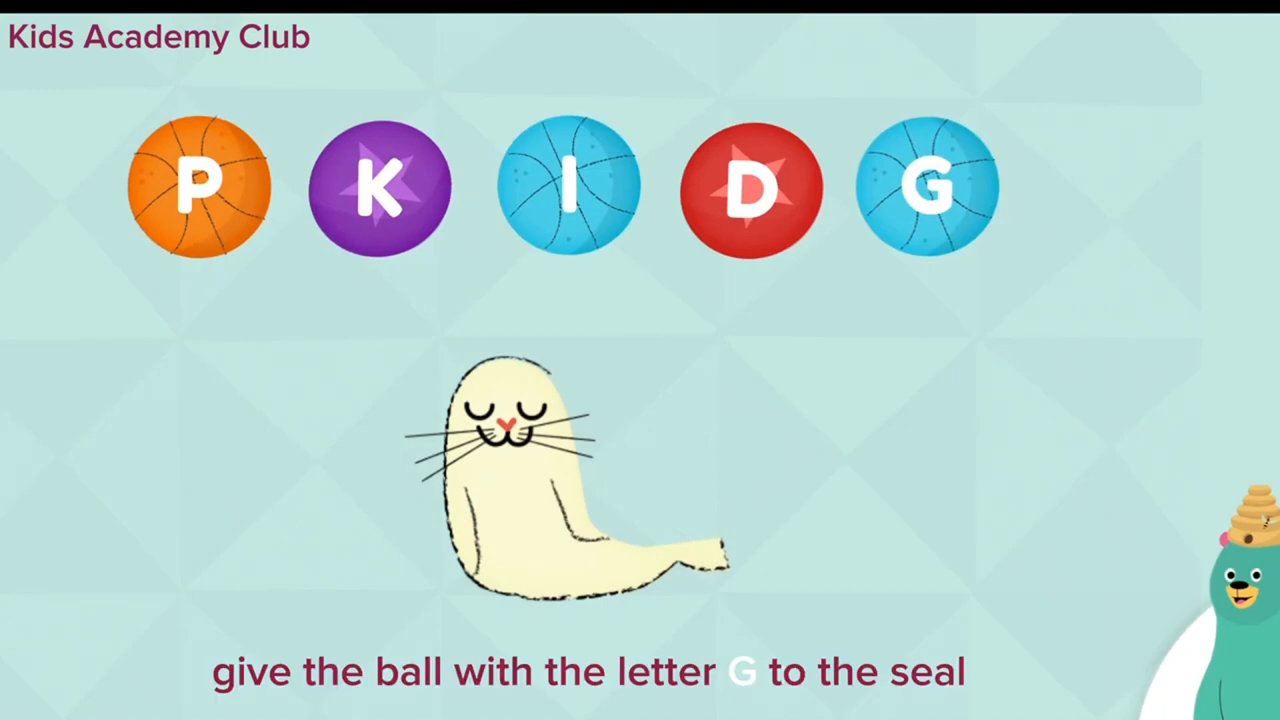 Kids Academy Club
P K I D G
give the ball with the letter G to the seal